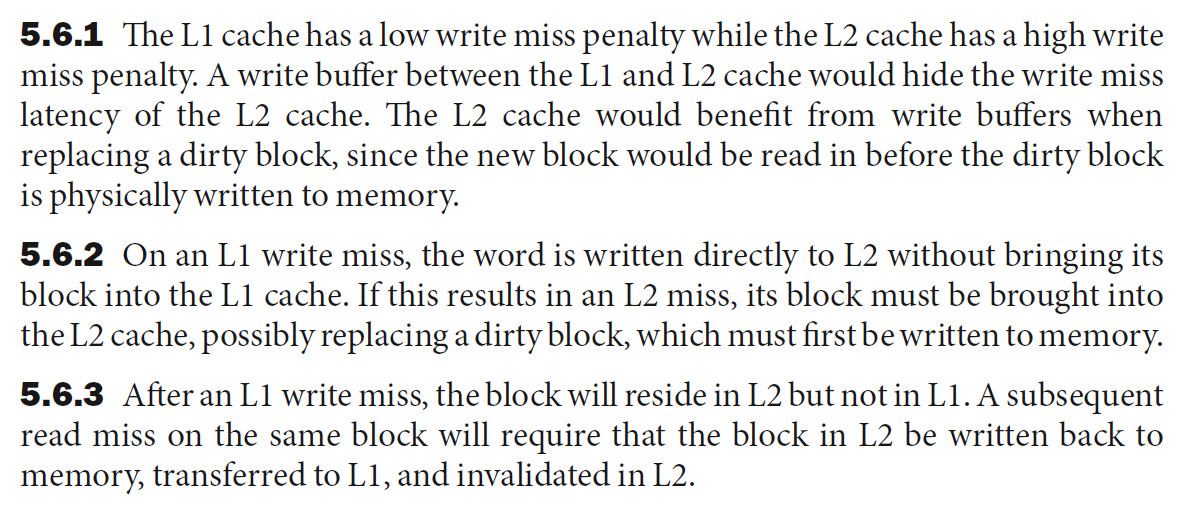 5.6.1 The L1 cache has a low write miss penalty while the L2 cache has a high write
miss penalty. A write buffer between the L1 and L2 cache would hide the write miss
latency of the L2 cache. The L2 cache would benefit from write buffers when
replacing a dirty block, since the new block would be read in before the dirty block
is physically written to memory.
5.6.2 On an L1 write miss, the word is written directly to L2 without bringing its
block into the L1 cache. If this results in an L2 miss, its block must be brought into
the L2 cache, possibly replacing a dirty block, which must first be written to memory.
5.6.3 After an L1 write miss, the block will reside in L2 but not in L1. A subsequent
read miss on the same block will require that the block in L2 be written back to
memory, transferred to L1, and invalidated in L2.